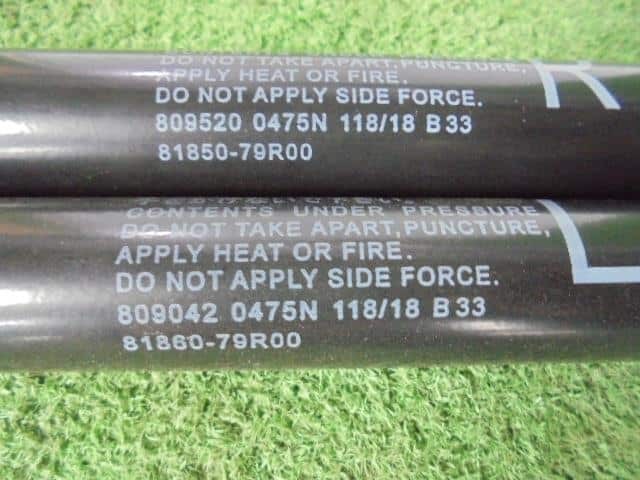 DO NOT TAKE APART, PUNCTURE,
APPLY HEAT OR FIRE.
DO NOT APPLY SIDE FORCE.
809520 0475N 118/18 B33
81850-79R00
R
CONTENTS UNDER PRESSURE
DO NOT TAKE APART, PUNCTURE,
APPLY HEAT OR FIRE.
DO NOT APPLY SIDE FORCE.
809042 0475N 118/18 B33
81860-79R00
L